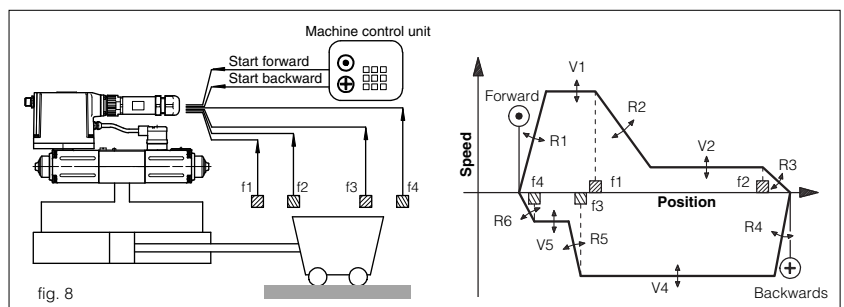 Machine control unit
Start forward
Start backward
f1
f2
f3
f4
fig. 8
Speed
Position
Forward
Backwards
V1
R1
R2
V2
R3
f4
f1
f2
f3
R6
V5
R5
R4
V4